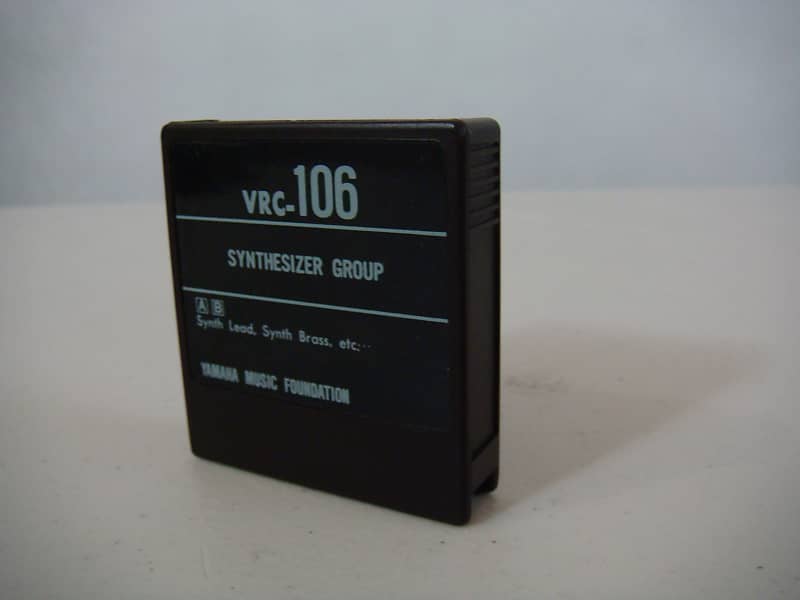 VRC-106
SYNTHESIZER GROUP
A B
Synth Lead, Synth Brass, etc…
YAMAHA MUSIC FOUNDATION